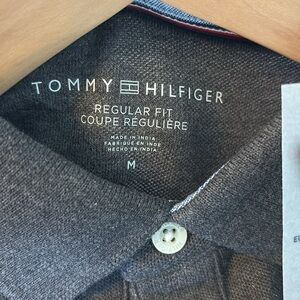 TOMMY HILFIGER
REGULAR FIT
COUPE RÉGULIÈRE
MADE IN INDIA
FABRIQUÉ EN INDE
HECHO EN INDIA
M